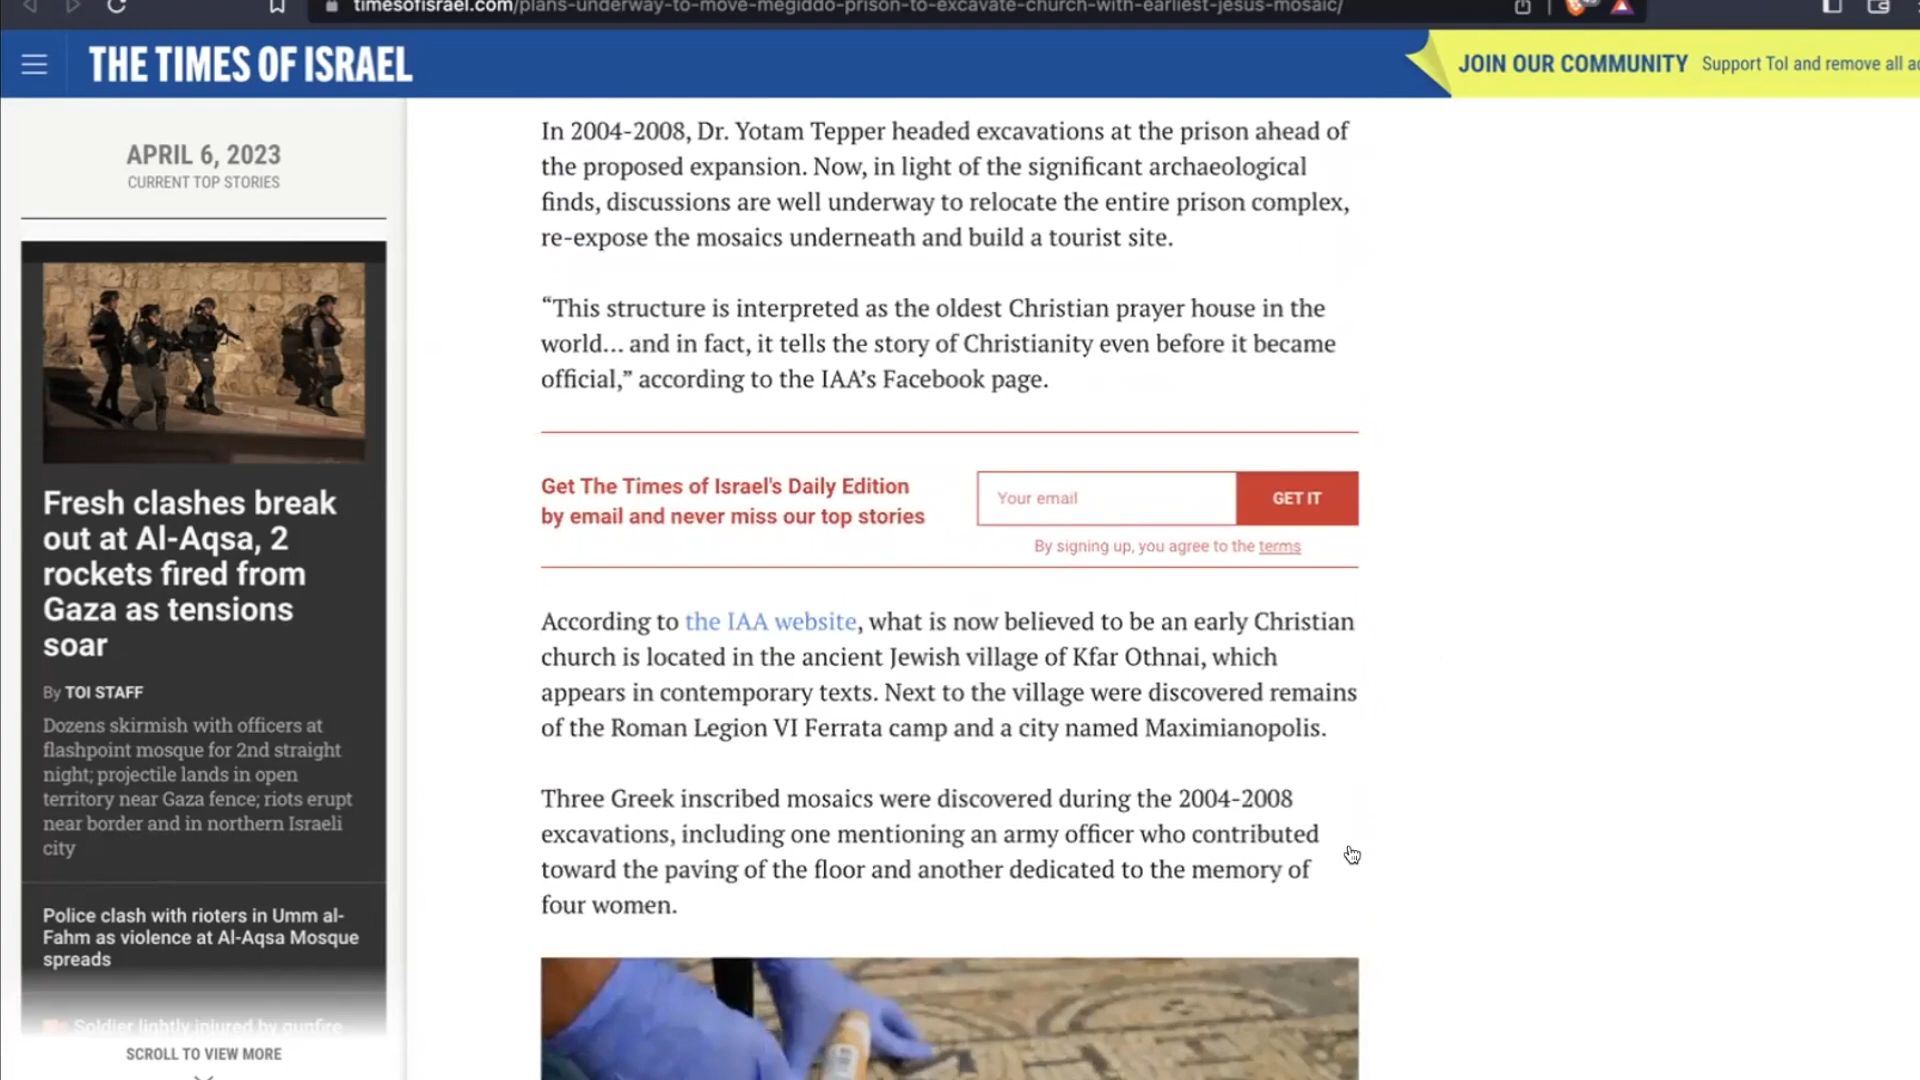 timesofisrael.com/plans-underway-to-move-megiddo-prison-to-excavate-church-with-earliest-jesus-mosaic/
THE TIMES OF ISRAEL
JOIN OUR COMMUNITY
Support ToI and remove all
APRIL 6, 2023
CURRENT TOP STORIES
Fresh clashes break
out at Al-Aqsa, 2
rockets fired from
Gaza as tensions
soar
By TOI STAFF
Dozens skirmish with officers at
flashpoint mosque for 2nd straight
night; projectile lands in open
territory near Gaza fence; riots erupt
near border and in northern Israeli
city
Police clash with rioters in Umm al-
Fahm as violence at Al-Aqsa Mosque
spreads
Soldier lightly injured by gunfire
SCROLL TO VIEW MORE
In 2004-2008, Dr. Yotam Tepper headed excavations at the prison ahead of
the proposed expansion. Now, in light of the significant archaeological
finds, discussions are well underway to relocate the entire prison complex,
re-expose the mosaics underneath and build a tourist site.
“This structure is interpreted as the oldest Christian prayer house in the
world… and in fact, it tells the story of Christianity even before it became
official,” according to the IAA’s Facebook page.
Get The Times of Israel's Daily Edition
by email and never miss our top stories
Your email
GET IT
By signing up, you agree to the terms
According to the IAA website, what is now believed to be an early Christian
church is located in the ancient Jewish village of Kfar Othnai, which
appears in contemporary texts. Next to the village were discovered remains
of the Roman Legion VI Ferrata camp and a city named Maximianopolis.
Three Greek inscribed mosaics were discovered during the 2004-2008
excavations, including one mentioning an army officer who contributed
toward the paving of the floor and another dedicated to the memory of
four women.